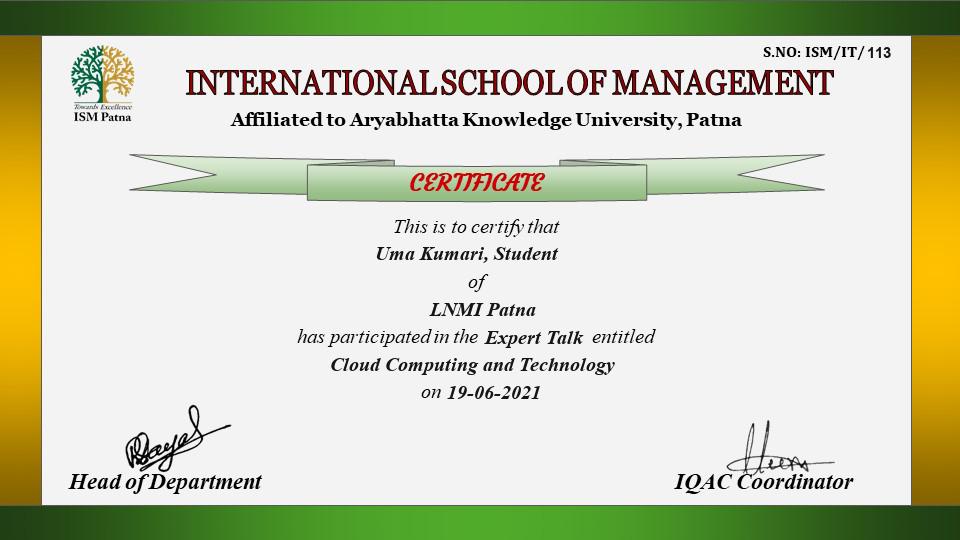 S.NO: ISM/IT/ 113
Towards Excellence
ISM Patna
INTERNATIONAL SCHOOL OF MANAGEMENT
Affiliated to Aryabhatta Knowledge University, Patna
CERTIFICATE
This is to certify that
Uma Kumari, Student
of
LNMI Patna
has participated in the Expert Talk entitled
Cloud Computing and Technology
on 19-06-2021
Head of Department
IQAC Coordinator